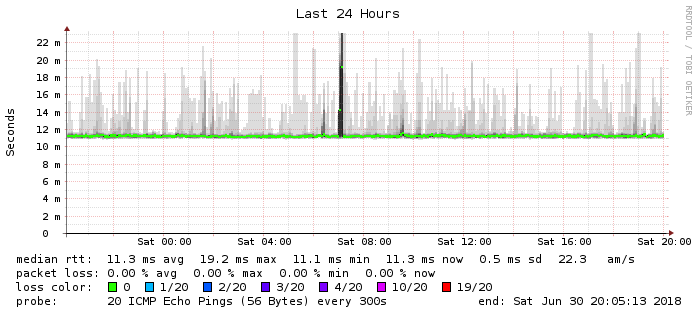 Last 24 Hours
RRDTOOL / TOBI OETIKER
Seconds
22 m
20 m
18 m
16 m
14 m
12 m
10 m
8 m
6 m
4 m
2 m
0
Sat 00:00 Sat 04:00 Sat 08:00 Sat 12:00 Sat 16:00 Sat 20:00
median rtt: 11.3 ms avg 19.2 ms max 11.1 ms min 11.3 ms now 0.5 ms sd 22.3 am/s
packet loss: 0.00 % avg 0.00 % max 0.00 % min 0.00 % now
loss color: 0 1/20 2/20 3/20 4/20 10/20 19/20
probe: 20 ICMP Echo Pings (56 Bytes) every 300s end: Sat Jun 30 20:05:13 2018